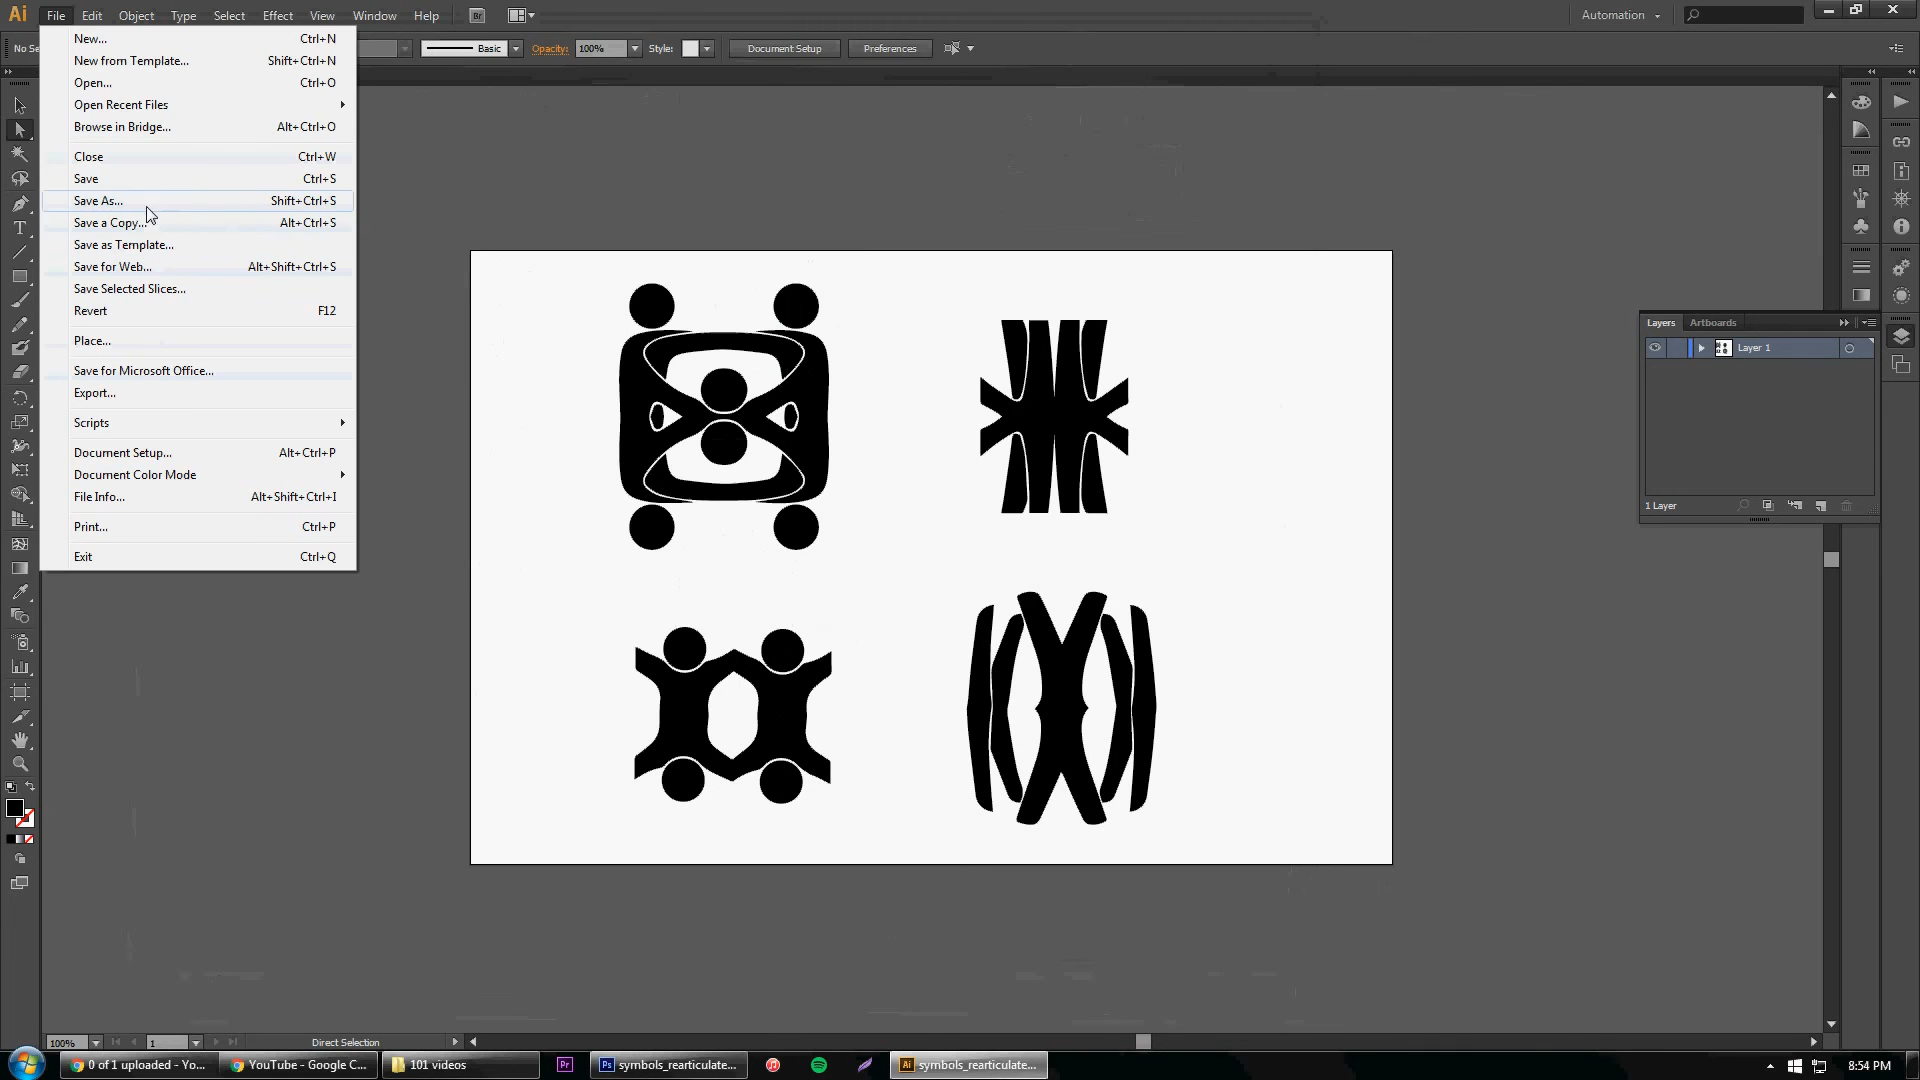 Ai File Edit Object Type Select Effect View Window Help Br Automation
No Se Basic Opacity: 100% Style: Document Setup Preferences
New... Ctrl+N
New from Template... Shift+Ctrl+N
Open... Ctrl+O
Open Recent Files
Browse in Bridge... Alt+Ctrl+O
Close Ctrl+W
Save Ctrl+S
Save As... Shift+Ctrl+S
Save a Copy... Alt+Ctrl+S
Save as Template...
Save for Web... Alt+Shift+Ctrl+S
Save Selected Slices...
Revert F12
Place...
Save for Microsoft Office...
Export...
Scripts
Document Setup... Alt+Ctrl+P
Document Color Mode
File Info... Alt+Shift+Ctrl+I
Print... Ctrl+P
Exit Ctrl+Q
Layers Artboards
Layer 1
1 Layer
100% 1 Direct Selection
0 of 1 uploaded - Yo... YouTube - Google C... 101 videos Pr Ps symbols_rearticulate... Ai symbols_rearticulate... 8:54 PM